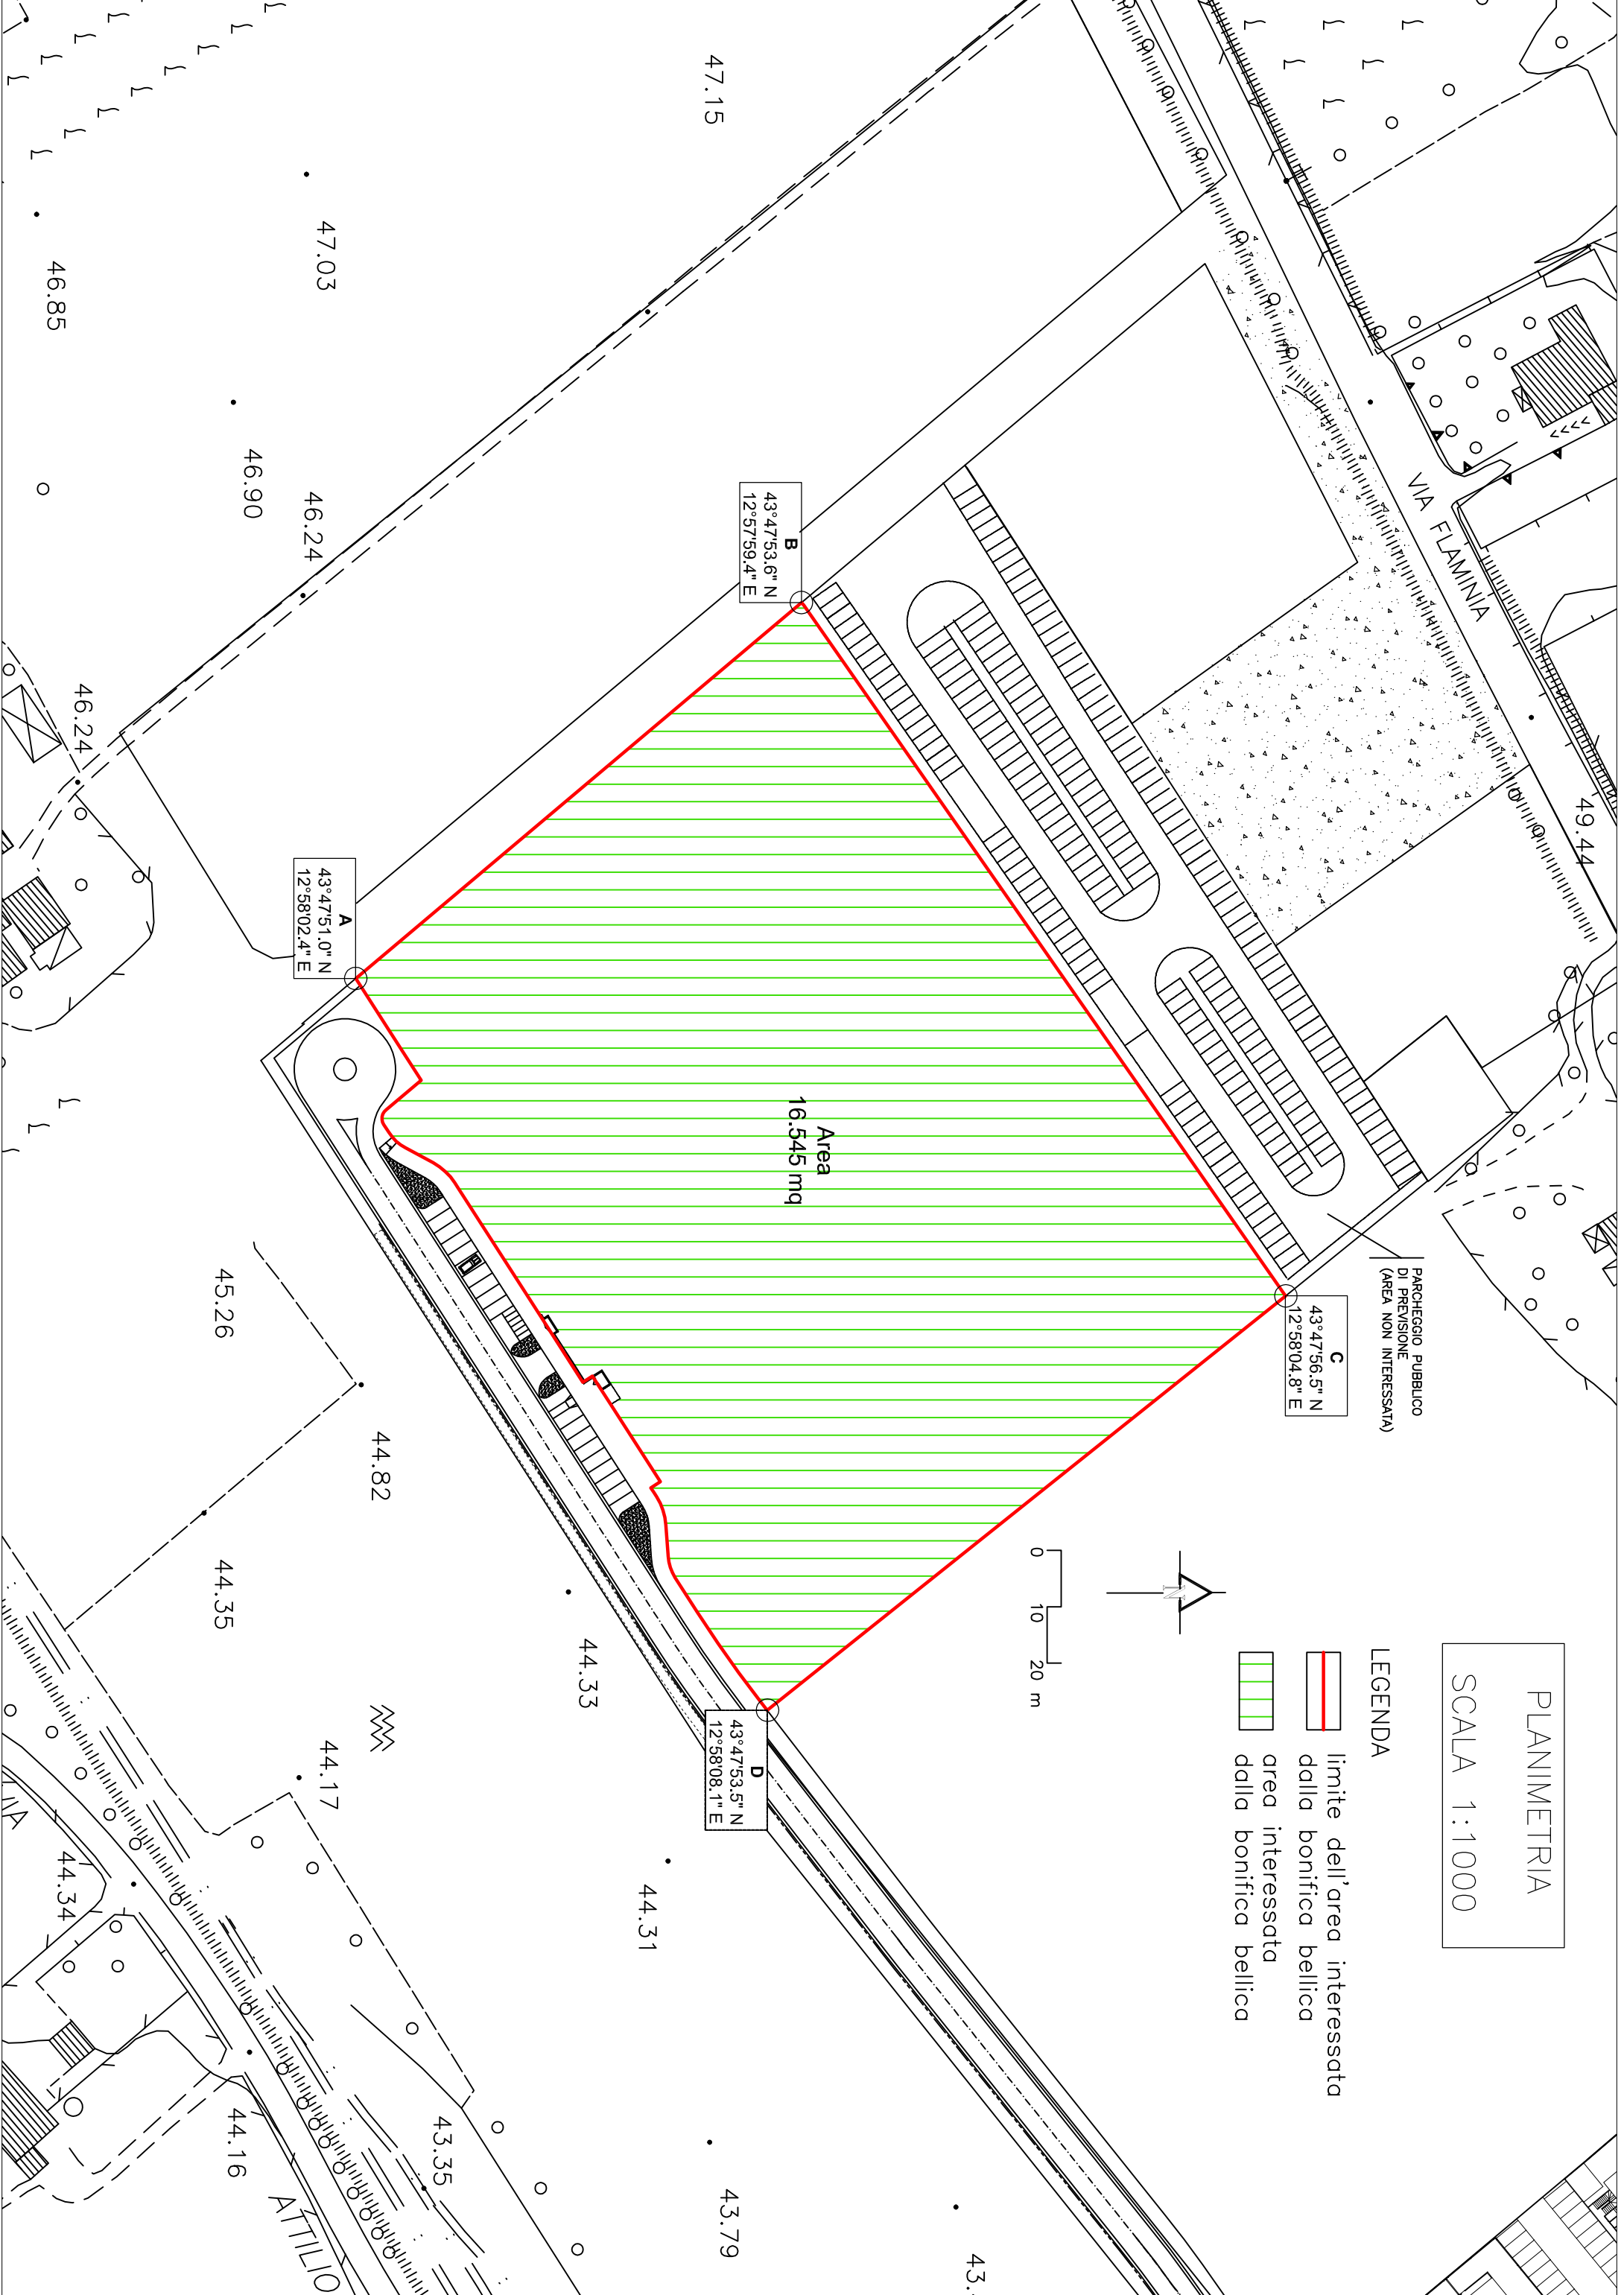 PLANIMETRIA
SCALA 1:1000
LEGENDA
limite dell'area interessata
dalla bonifica bellica
area interessata
dalla bonifica bellica
N
0 10 20 m
PARCHEGGIO PUBBLICO
DI PREVISIONE
(AREA NON INTERESSATA)
VIA FLAMINIA
49.44
B
43°47'53.6" N
12°57'59.4" E
C
43°47'56.5" N
12°58'04.8" E
Area
16.545 mq
A
43°47'51.0" N
12°58'02.4" E
D
43°47'53.5" N
12°58'08.1" E
47.15
47.03
46.85
46.90
46.24
46.24
45.26
44.82
44.35
44.33
44.17
44.34
44.31
44.16
43.35
43.79
43.
ATTILIO